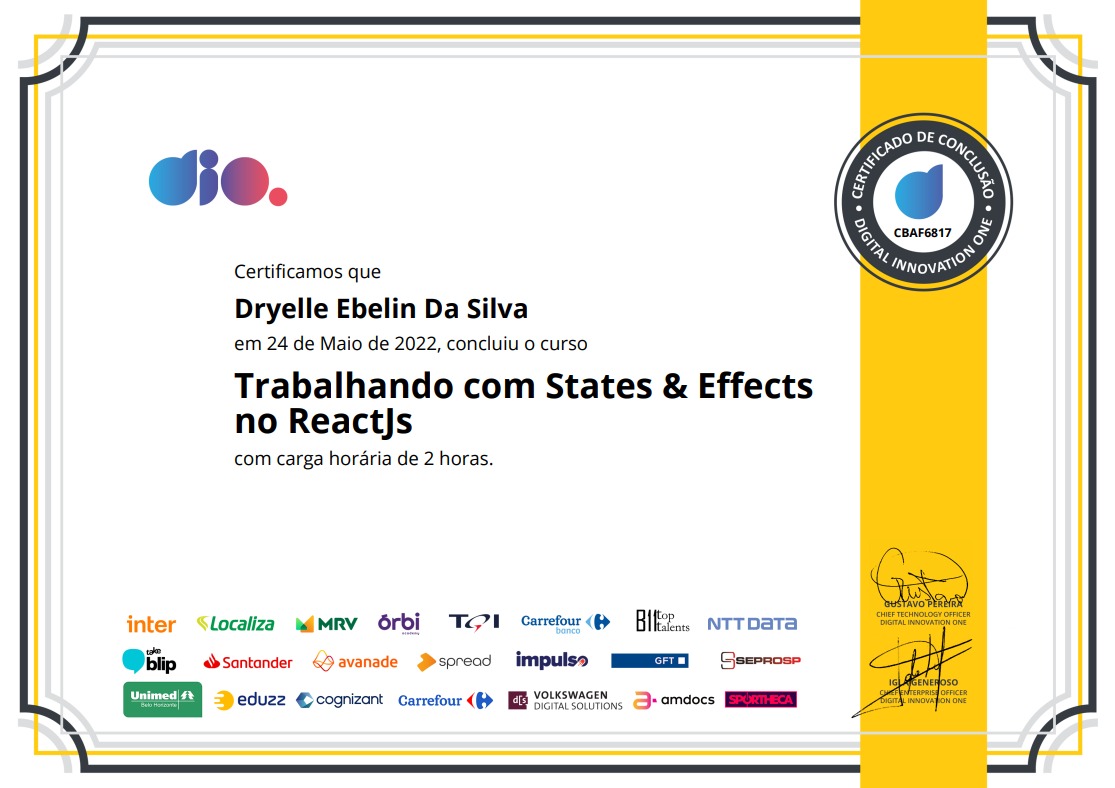 dio.
CERTIFICADO DE CONCLUSÃO
CBAF6817
DIGITAL INNOVATION ONE
Certificamos que
Dryelle Ebelin Da Silva
em 24 de Maio de 2022, concluiu o curso
Trabalhando com States & Effects
no ReactJs
com carga horária de 2 horas.
GUSTAVO PEREIRA
CHIEF TECHNOLOGY OFFICER
DIGITAL INNOVATION ONE
inter Localiza MRV órbi academy TQI Carrefour banco B11 top talents NTT DATA
take blip Santander avanade spread impulso GFT SEPROSP
Unimed Belo Horizonte eduzz cognizant Carrefour d[s] VOLKSWAGEN DIGITAL SOLUTIONS amdocs SPORTHECA
GENEROSO
CHIEF ENTERPRISE OFFICER
DIGITAL INNOVATION ONE